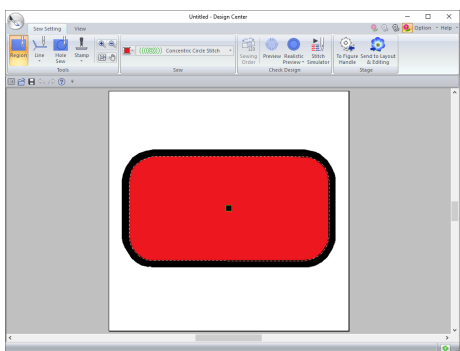 Untitled - Design Center
Sew Setting View
Option Help
Region Line Hole Sew Stamp
Tools
Concentric Circle Stitch
Sew
Sewing Order Preview Realistic Preview Stitch Simulator
Check Design
To Figure Handle Send to Layout & Editing
Stage